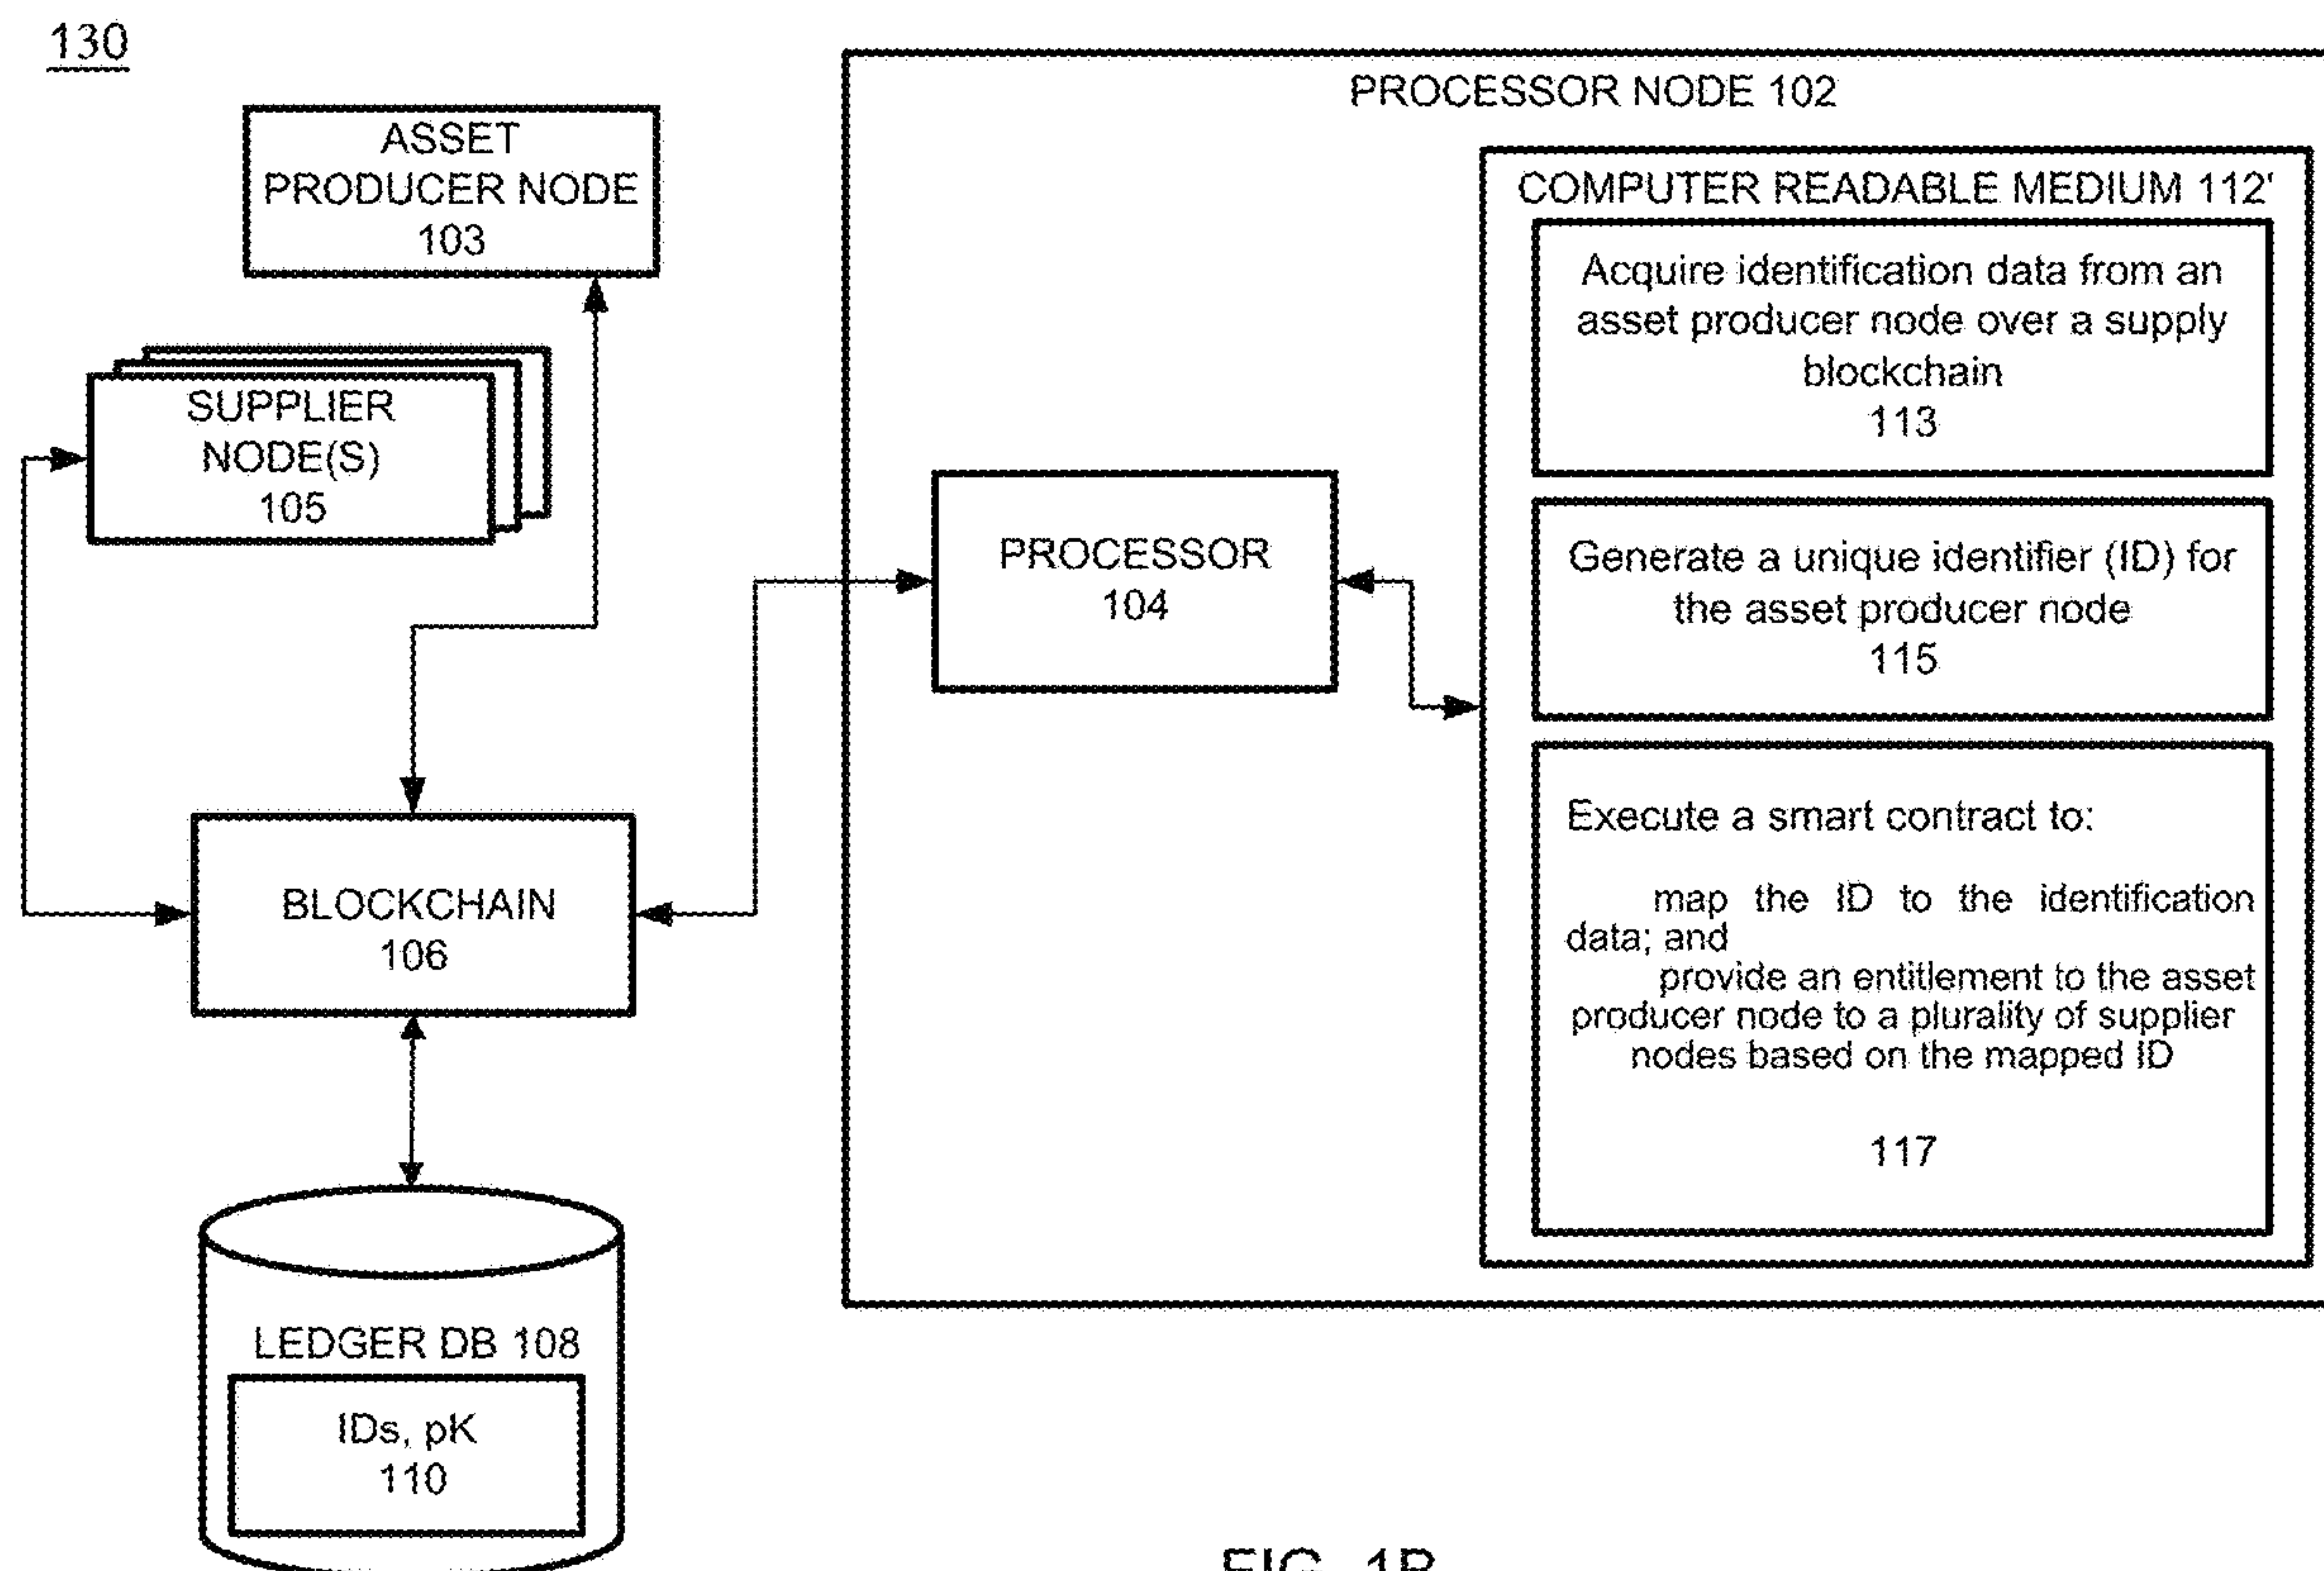 130
ASSET
PRODUCER NODE
103
SUPPLIER
NODE(S)
105
BLOCKCHAIN
106
LEDGER DB 108
IDs, pK
110
PROCESSOR NODE 102
PROCESSOR
104
COMPUTER READABLE MEDIUM 112'
Acquire identification data from an
asset producer node over a supply
blockchain
113
Generate a unique identifier (ID) for
the asset producer node
115
Execute a smart contract to:
map the ID to the identification
data; and
provide an entitlement to the asset
producer node to a plurality of supplier
nodes based on the mapped ID
117
FIG. 1B